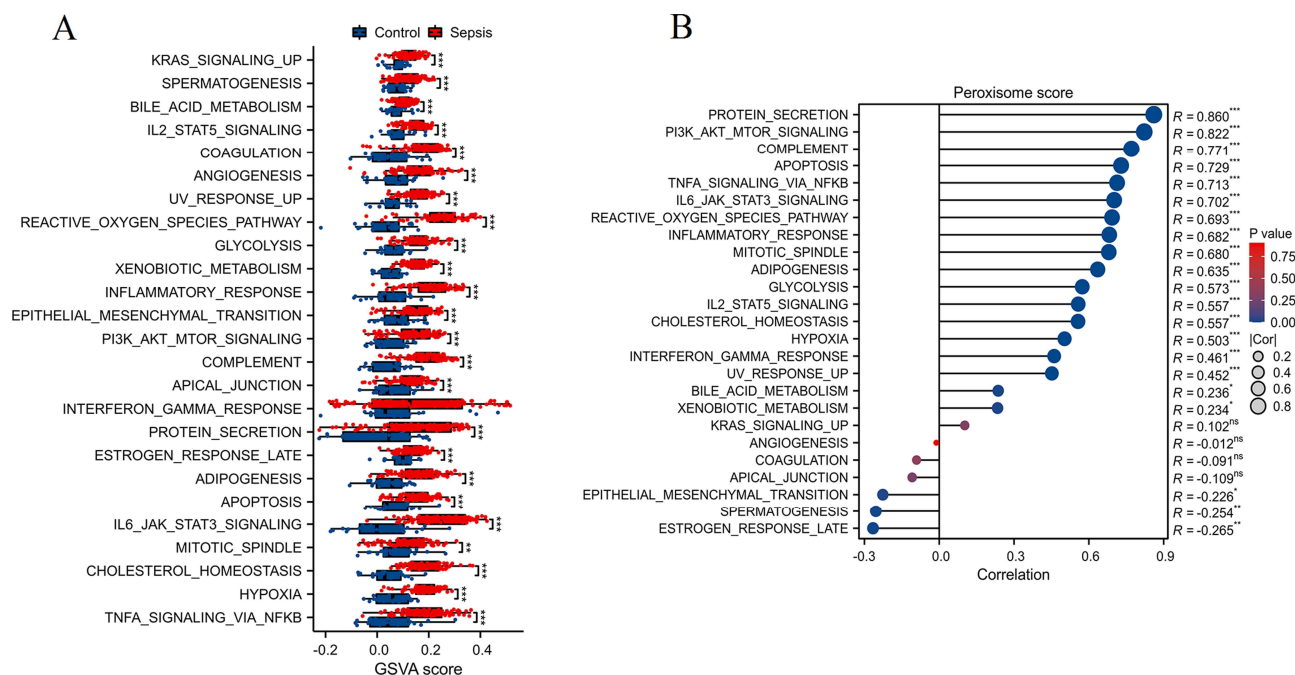 A
Control Sepsis
KRAS_SIGNALING_UP ***
SPERMATOGENESIS ***
BILE_ACID_METABOLISM ***
IL2_STAT5_SIGNALING ***
COAGULATION ***
ANGIOGENESIS ***
UV_RESPONSE_UP ***
REACTIVE_OXYGEN_SPECIES_PATHWAY ***
GLYCOLYSIS ***
XENOBIOTIC_METABOLISM ***
INFLAMMATORY_RESPONSE ***
EPITHELIAL_MESENCHYMAL_TRANSITION ***
PI3K_AKT_MTOR_SIGNALING ***
COMPLEMENT ***
APICAL_JUNCTION ***
INTERFERON_GAMMA_RESPONSE
PROTEIN_SECRETION ***
ESTROGEN_RESPONSE_LATE ***
ADIPOGENESIS ***
APOPTOSIS ***
IL6_JAK_STAT3_SIGNALING ***
MITOTIC_SPINDLE **
CHOLESTEROL_HOMEOSTASIS ***
HYPOXIA ***
TNFA_SIGNALING_VIA_NFKB ***
-0.2 0.0 0.2 0.4
GSVA score
B
Peroxisome score
PROTEIN_SECRETION R = 0.860***
PI3K_AKT_MTOR_SIGNALING R = 0.822***
COMPLEMENT R = 0.771***
APOPTOSIS R = 0.729***
TNFA_SIGNALING_VIA_NFKB R = 0.713***
IL6_JAK_STAT3_SIGNALING R = 0.702***
REACTIVE_OXYGEN_SPECIES_PATHWAY R = 0.693***
INFLAMMATORY_RESPONSE R = 0.682***
MITOTIC_SPINDLE R = 0.680***
ADIPOGENESIS R = 0.635***
GLYCOLYSIS R = 0.573***
IL2_STAT5_SIGNALING R = 0.557***
CHOLESTEROL_HOMEOSTASIS R = 0.557***
HYPOXIA R = 0.503***
INTERFERON_GAMMA_RESPONSE R = 0.461***
UV_RESPONSE_UP R = 0.452***
BILE_ACID_METABOLISM R = 0.236*
XENOBIOTIC_METABOLISM R = 0.234*
KRAS_SIGNALING_UP R = 0.102ns
ANGIOGENESIS R = -0.012ns
COAGULATION R = -0.091ns
APICAL_JUNCTION R = -0.109ns
EPITHELIAL_MESENCHYMAL_TRANSITION R = -0.226*
SPERMATOGENESIS R = -0.254**
ESTROGEN_RESPONSE_LATE R = -0.265**
-0.3 0.0 0.3 0.6 0.9
Correlation
P value
0.75
0.50
0.25
0.00
|Cor|
0.2
0.4
0.6
0.8